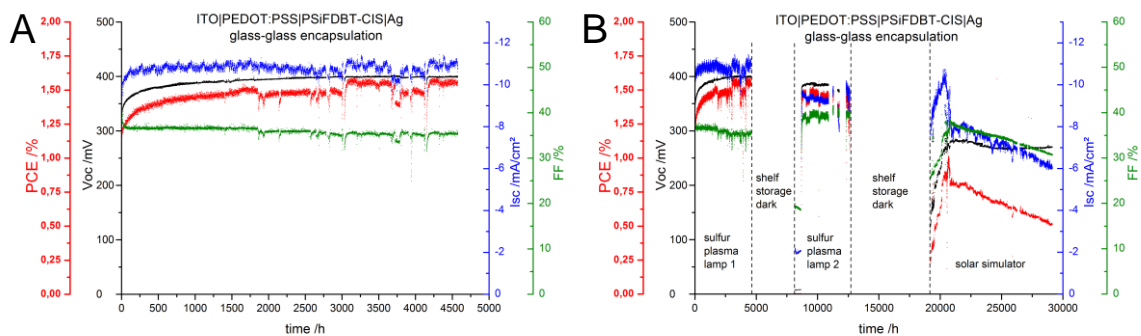 A
ITO|PEDOT:PSS|PSiFDBT-CIS|Ag
glass-glass encapsulation
2,00
1,75
1,50
1,25
1,00
0,75
0,50
0,25
0,00
PCE /%
500
400
300
200
100
0
Voc /mV
0 500 1000 1500 2000 2500 3000 3500 4000 4500 5000
time /h
0
-2
-4
-6
-8
-10
-12
Isc /mA/cm²
60
50
40
30
20
10
0
FF /%
B
ITO|PEDOT:PSS|PSiFDBT-CIS|Ag
glass-glass encapsulation
2,00
1,75
1,50
1,25
1,00
0,75
0,50
0,25
0,00
PCE /%
500
400
300
200
100
0
Voc /mV
sulfur
plasma
lamp 1
shelf
storage
dark
sulfur
plasma
lamp 2
shelf
storage
dark
solar simulator
0 5000 10000 15000 20000 25000 30000
time /h
0
-2
-4
-6
-8
-10
-12
Isc /mA/cm²
60
50
40
30
20
10
0
FF /%